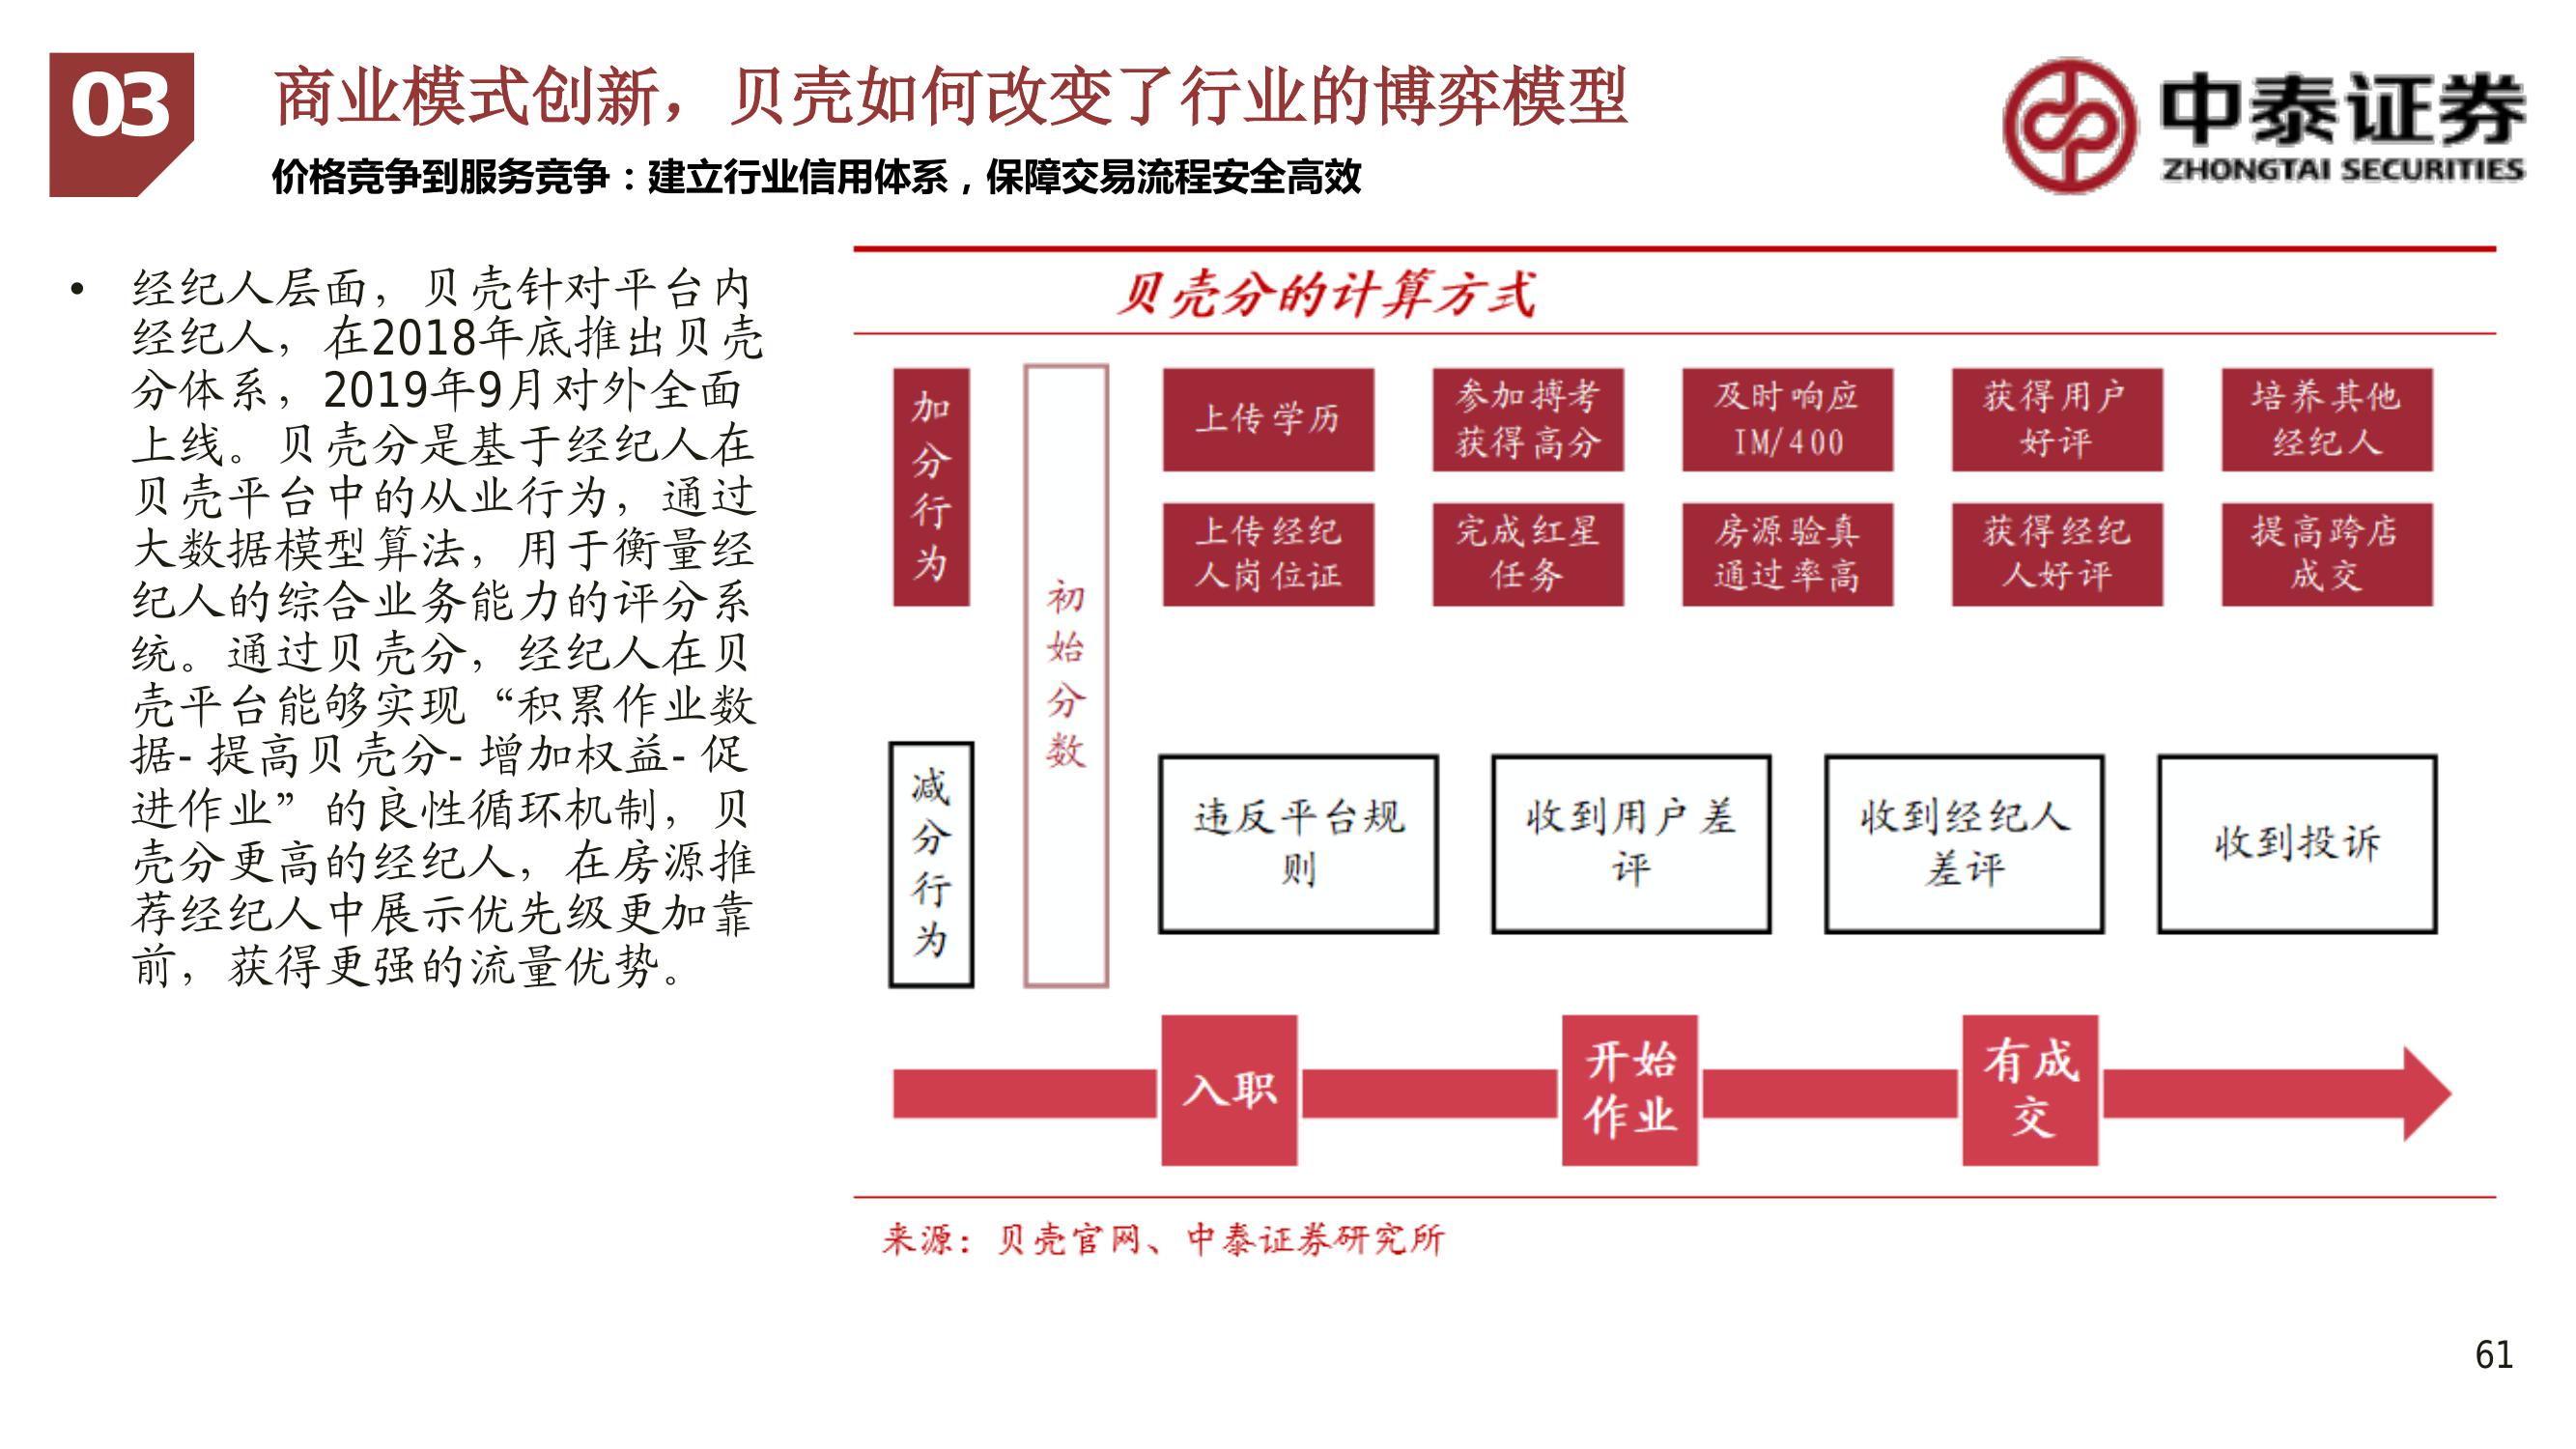 03
商业模式创新，贝壳如何改变了行业的博弈模型
价格竞争到服务竞争：建立行业信用体系，保障交易流程安全高效
中泰证券
ZHONGTAI SECURITIES
• 经纪人层面，贝壳针对平台内
经纪人，在2018年底推出贝壳
分体系，2019年9月对外全面
上线。贝壳分是基于经纪人在
贝壳平台中的从业行为，通过
大数据模型算法，用于衡量经
纪人的综合业务能力的评分系
统。通过贝壳分，经纪人在贝
壳平台能够实现“积累作业数
据-提高贝壳分-增加权益-促
进作业”的良性循环机制，贝
壳分更高的经纪人，在房源推
荐经纪人中展示优先级更加靠
前，获得更强的流量优势。
贝壳分的计算方式
加
分
行
为
初
始
分
数
上传学历
参加搏考
获得高分
及时响应
IM/400
获得用户
好评
培养其他
经纪人
上传经纪
人岗位证
完成红星
任务
房源验真
通过率高
获得经纪
人好评
提高跨店
成交
减
分
行
为
违反平台规
则
收到用户差
评
收到经纪人
差评
收到投诉
入职
开始
作业
有成
交
来源：贝壳官网、中泰证券研究所
61